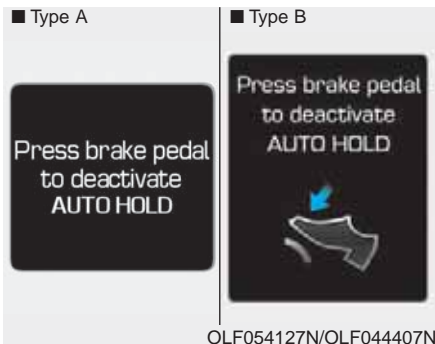 ■ Type A
■ Type B
Press brake pedal
to deactivate
AUTO HOLD
Press brake pedal
to deactivate
AUTO HOLD
OLF054127N/OLF044407N